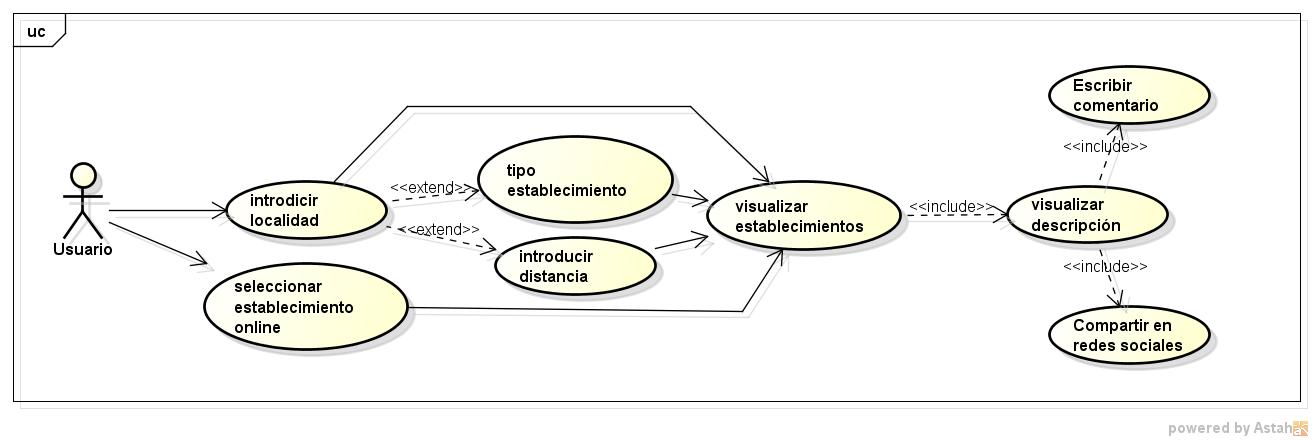 uc
Escribir
comentario
<<include>>
tipo
establecimiento
<<extend>>
introdicir
localidad
visualizar
establecimientos
<<include>>
visualizar
descripción
<<extend>>
Usuario
introducir
distancia
<<include>>
seleccionar
establecimiento
online
Compartir en
redes sociales
powered by Astah